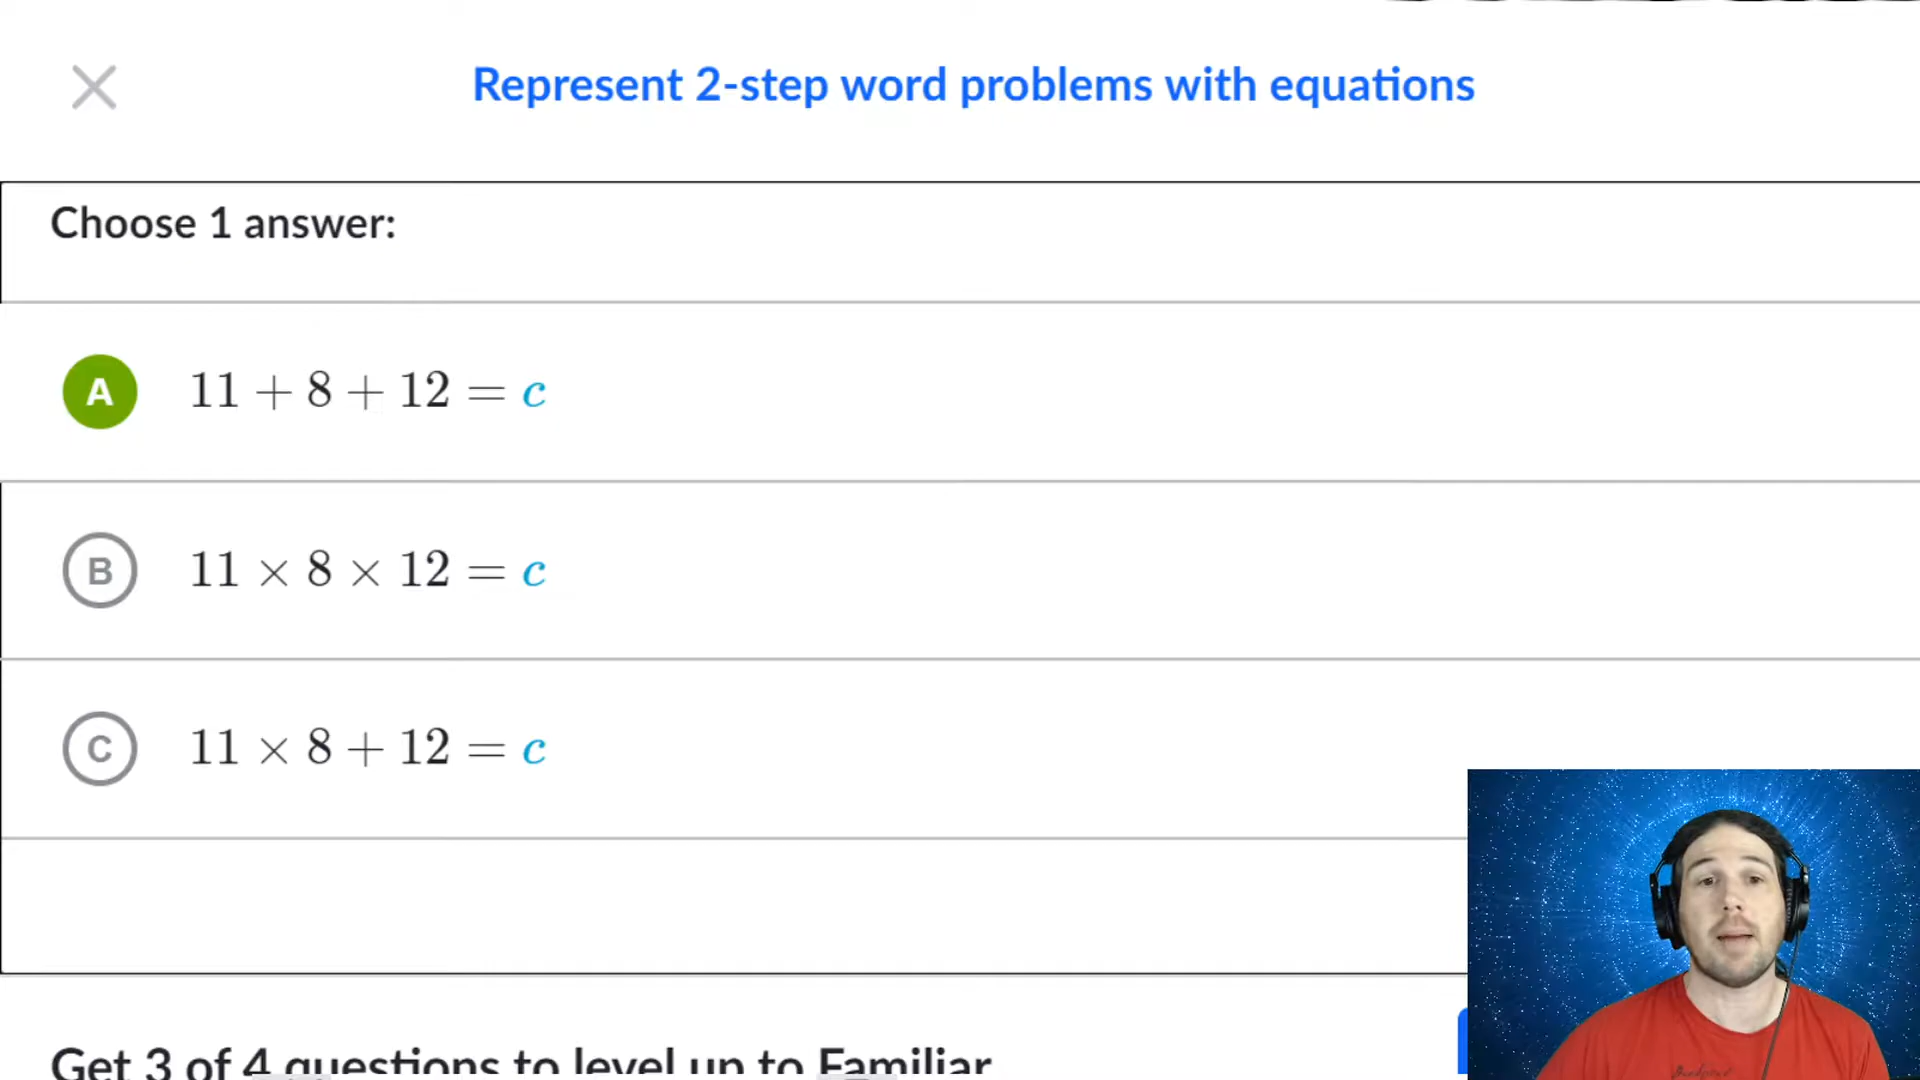 Represent 2-step word problems with equations
Choose 1 answer:
A 11 + 8 + 12 = c
B 11 × 8 × 12 = c
C 11 × 8 + 12 = c
Get 3 of 4 questions to level up to Familiar